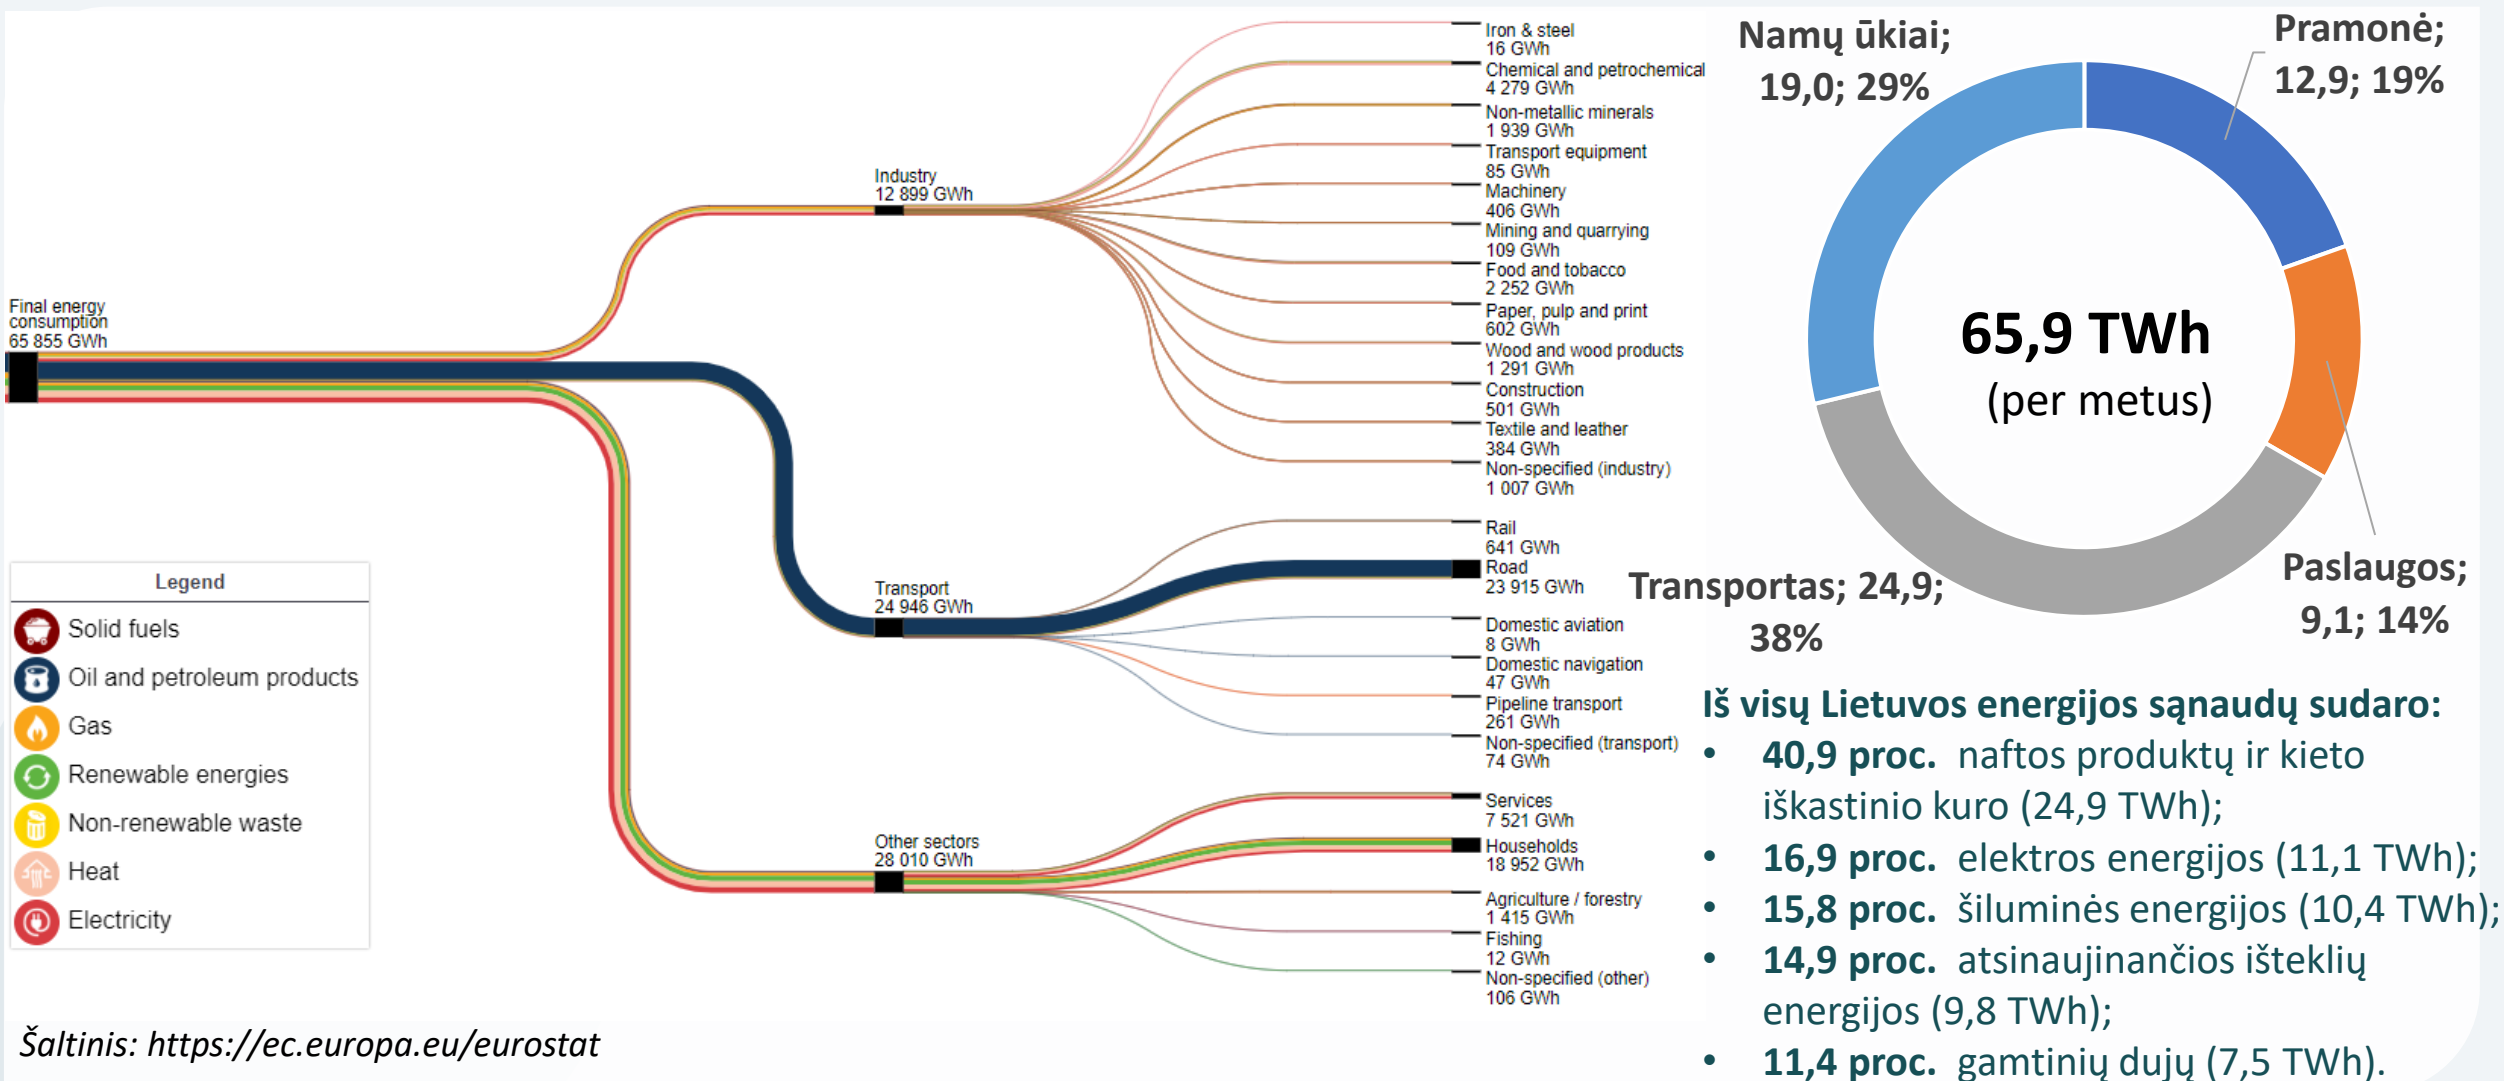 Final energy
consumption
65 855 GWh
Industry
12 899 GWh
Transport
24 946 GWh
Other sectors
28 010 GWh
Iron & steel
16 GWh
Chemical and petrochemical
4 279 GWh
Non-metallic minerals
1 939 GWh
Transport equipment
85 GWh
Machinery
406 GWh
Mining and quarrying
109 GWh
Food and tobacco
2 252 GWh
Paper, pulp and print
602 GWh
Wood and wood products
1 291 GWh
Construction
501 GWh
Textile and leather
384 GWh
Non-specified (industry)
1 007 GWh
Rail
641 GWh
Road
23 915 GWh
Domestic aviation
8 GWh
Domestic navigation
47 GWh
Pipeline transport
261 GWh
Non-specified (transport)
74 GWh
Services
7 521 GWh
Households
18 952 GWh
Agriculture / forestry
1 415 GWh
Fishing
12 GWh
Non-specified (other)
106 GWh
Legend
Solid fuels
Oil and petroleum products
Gas
Renewable energies
Non-renewable waste
Heat
Electricity
Šaltinis: https://ec.europa.eu/eurostat
Namų ūkiai;
19,0; 29%
Pramonė;
12,9; 19%
65,9 TWh
(per metus)
Transportas; 24,9;
38%
Paslaugos;
9,1; 14%
Iš visų Lietuvos energijos sąnaudų sudaro:
• 40,9 proc. naftos produktų ir kieto
iškastinio kuro (24,9 TWh);
• 16,9 proc. elektros energijos (11,1 TWh);
• 15,8 proc. šiluminės energijos (10,4 TWh);
• 14,9 proc. atsinaujinančios išteklių
energijos (9,8 TWh);
• 11,4 proc. gamtinių dujų (7,5 TWh).